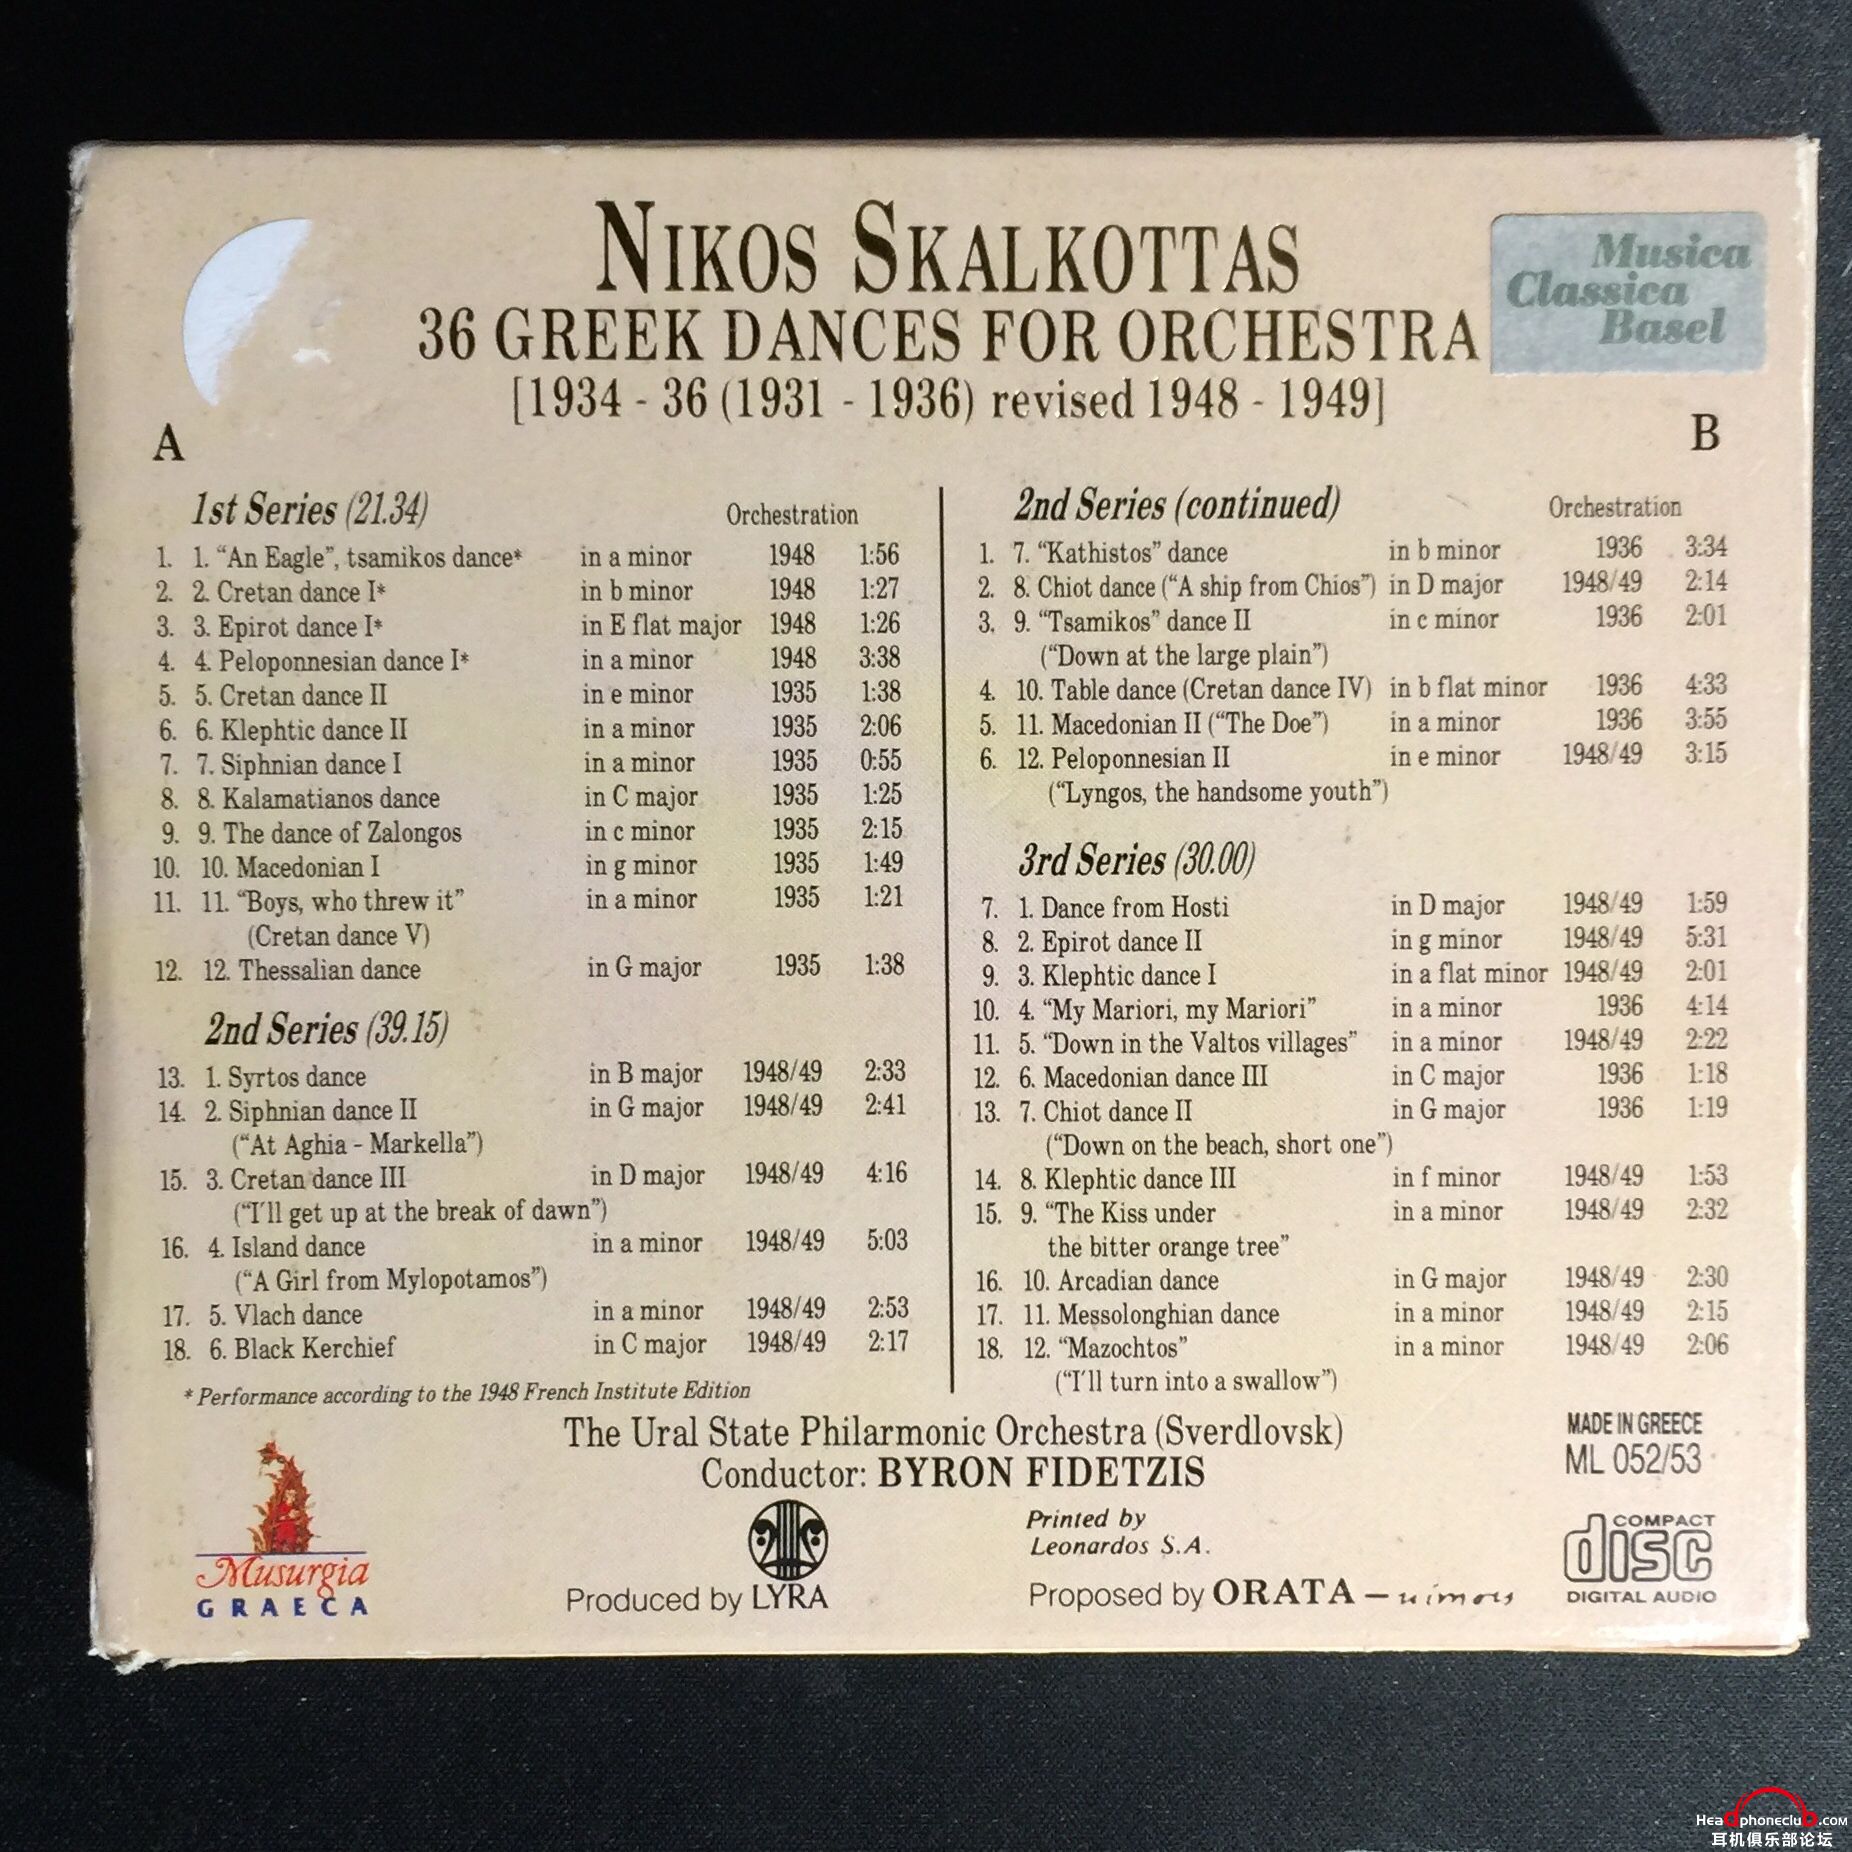 NIKOS SKALKOTTAS
36 GREEK DANCES FOR ORCHESTRA
[1934 - 36 (1931 - 1936) revised 1948 - 1949]
Musica
Classica
Basel
A
1st Series (21.34) Orchestration
1. 1. “An Eagle”, tsamikos dance* in a minor 1948 1:56
2. 2. Cretan dance I* in b minor 1948 1:27
3. 3. Epirot dance I* in E flat major 1948 1:26
4. 4. Peloponnesian dance I* in a minor 1948 3:38
5. 5. Cretan dance II in e minor 1935 1:38
6. 6. Klephtic dance II in a minor 1935 2:06
7. 7. Siphnian dance I in a minor 1935 0:55
8. 8. Kalamatianos dance in C major 1935 1:25
9. 9. The dance of Zalongos in c minor 1935 2:15
10. 10. Macedonian I in g minor 1935 1:49
11. 11. “Boys, who threw it” in a minor 1935 1:21
(Cretan dance V)
12. 12. Thessalian dance in G major 1935 1:38
2nd Series (39.15)
13. 1. Syrtos dance in B major 1948/49 2:33
14. 2. Siphnian dance II in G major 1948/49 2:41
(“At Aghia - Markella”)
15. 3. Cretan dance III in D major 1948/49 4:16
(“I'll get up at the break of dawn”)
16. 4. Island dance in a minor 1948/49 5:03
(“A Girl from Mylopotamos”)
17. 5. Vlach dance in a minor 1948/49 2:53
18. 6. Black Kerchief in C major 1948/49 2:17
* Performance according to the 1948 French Institute Edition
B
2nd Series (continued) Orchestration
1. 7. “Kathistos” dance in b minor 1936 3:34
2. 8. Chiot dance (“A ship from Chios”) in D major 1948/49 2:14
3. 9. “Tsamikos” dance II in c minor 1936 2:01
(“Down at the large plain”)
4. 10. Table dance (Cretan dance IV) in b flat minor 1936 4:33
5. 11. Macedonian II (“The Doe”) in a minor 1936 3:55
6. 12. Peloponnesian II in e minor 1948/49 3:15
(“Lyngos, the handsome youth”)
3rd Series (30.00)
7. 1. Dance from Hosti in D major 1948/49 1:59
8. 2. Epirot dance II in g minor 1948/49 5:31
9. 3. Klephtic dance I in a flat minor 1948/49 2:01
10. 4. “My Mariori, my Mariori” in a minor 1936 4:14
11. 5. “Down in the Valtos villages” in a minor 1948/49 2:22
12. 6. Macedonian dance III in C major 1936 1:18
13. 7. Chiot dance II in G major 1936 1:19
(“Down on the beach, short one”)
14. 8. Klephtic dance III in f minor 1948/49 1:53
15. 9. “The Kiss under in a minor 1948/49 2:32
the bitter orange tree”
16. 10. Arcadian dance in G major 1948/49 2:30
17. 11. Messolonghian dance in a minor 1948/49 2:15
18. 12. “Mazochtos” in a minor 1948/49 2:06
(“I'll turn into a swallow”)
The Ural State Philarmonic Orchestra (Sverdlovsk)
Conductor: BYRON FIDETZIS
MADE IN GREECE
ML 052/53
Musurgia
GRAECA
Produced by LYRA
Printed by
Leonardos S.A.
Proposed by ORATA –
COMPACT
disc
DIGITAL AUDIO
Headphoneclub.com
耳机俱乐部论坛